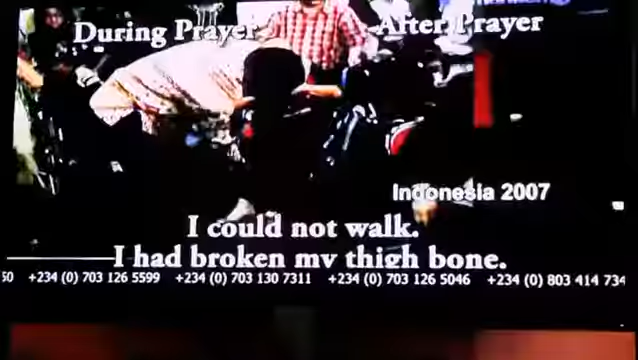 During Prayer After Prayer
Indonesia 2007
I could not walk.
I had broken my thigh bone.
50 +234 (0) 703 126 5599 +234 (0) 703 130 7311 +234 (0) 703 126 5046 +234 (0) 803 414 734